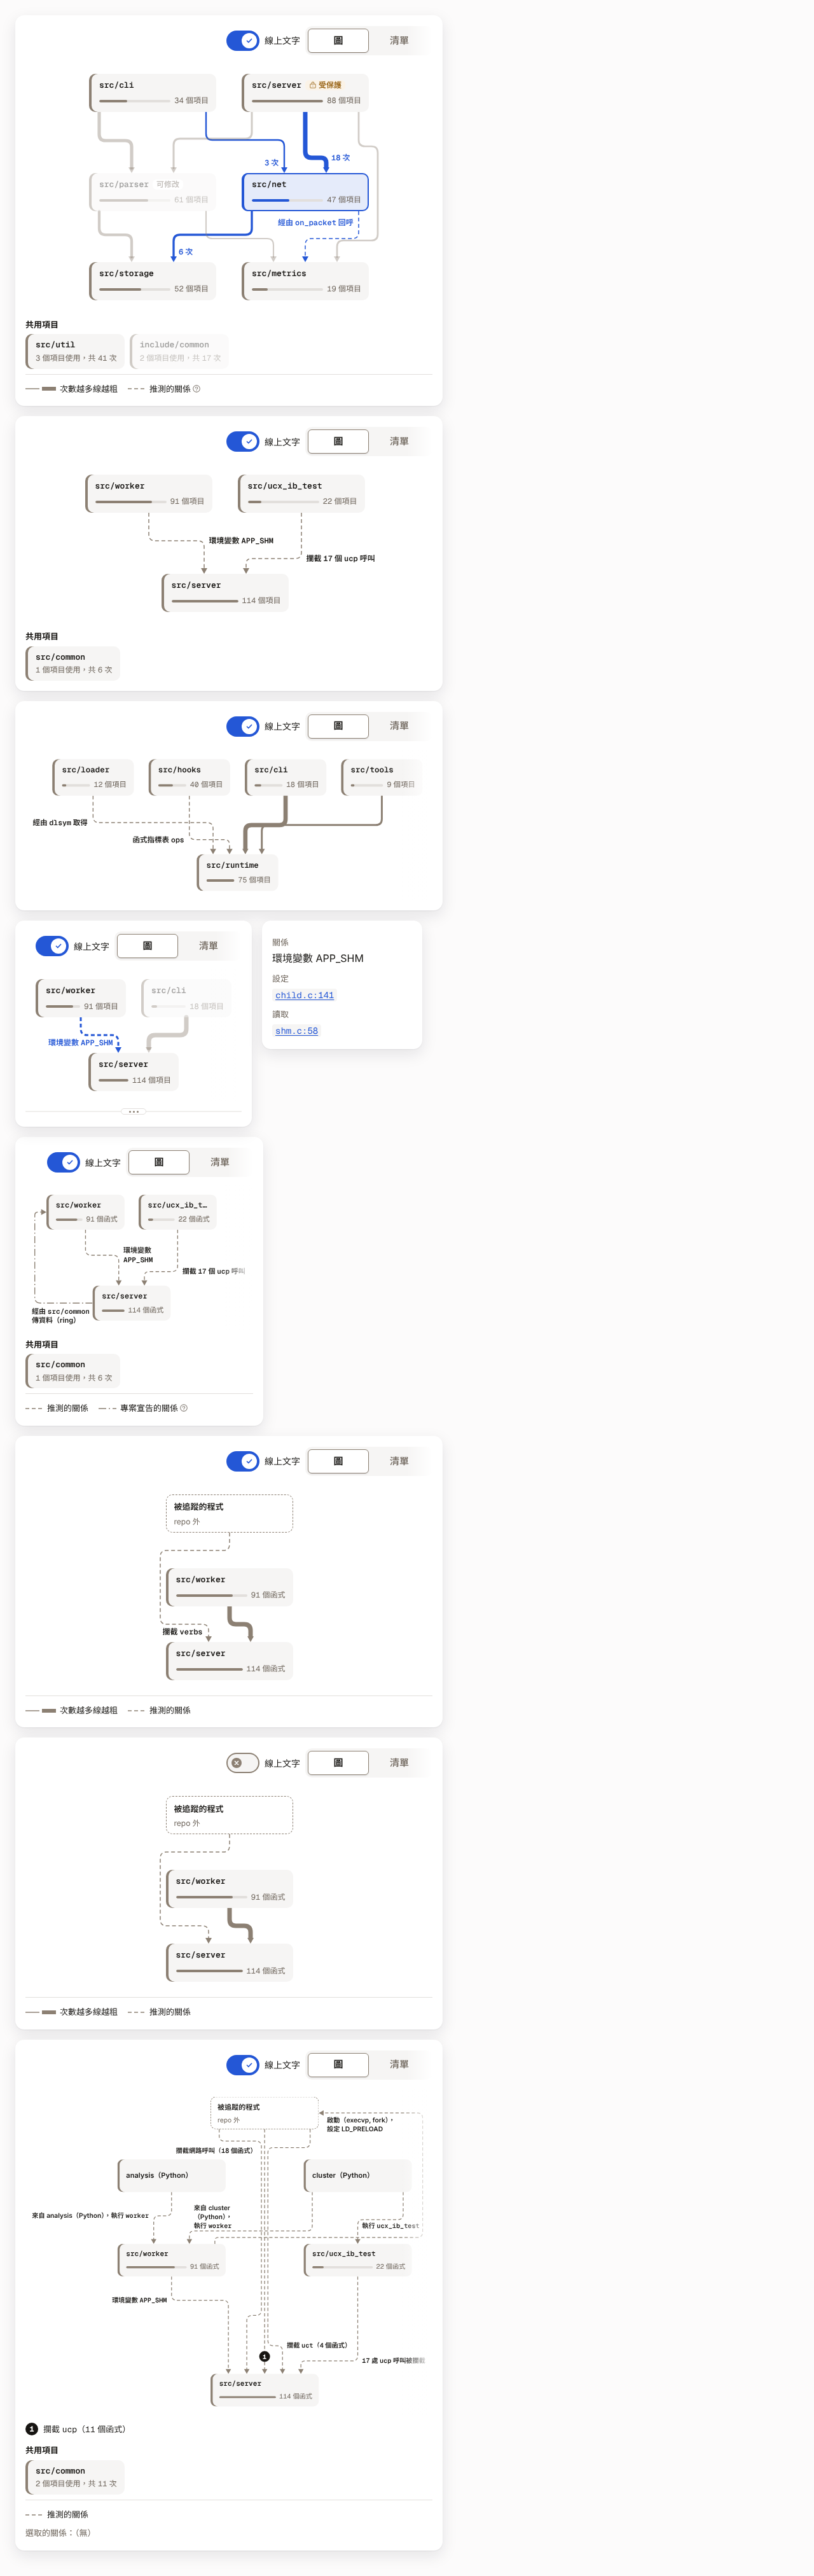 線上文字 圖 清單
src/cli
34 個項目
src/server 受保護
88 個項目
3 次
18 次
src/parser 可修改
61 個項目
src/net
47 個項目
經由 on_packet 回呼
6 次
src/storage
52 個項目
src/metrics
19 個項目
共用項目
src/util
3 個項目使用，共 41 次
include/common
2 個項目使用，共 17 次
次數越多線越粗 推測的關係
線上文字 圖 清單
src/worker
91 個項目
src/ucx_ib_test
22 個項目
環境變數 APP_SHM
攔截 17 個 ucp 呼叫
src/server
114 個項目
共用項目
src/common
1 個項目使用，共 6 次
線上文字 圖 清單
src/loader
12 個項目
src/hooks
40 個項目
src/cli
18 個項目
src/tools
9 個項目
經由 dlsym 取得
函式指標表 ops
src/runtime
75 個項目
線上文字 圖 清單
src/worker
91 個項目
src/cli
18 個項目
環境變數 APP_SHM
src/server
114 個項目
關係
環境變數 APP_SHM
設定
child.c:141
讀取
shm.c:58
線上文字 圖 清單
src/worker
91 個函式
src/ucx_ib_t…
22 個函式
環境變數
APP_SHM
攔截 17 個 ucp 呼叫
src/server
114 個函式
經由 src/common
傳資料（ring）
共用項目
src/common
1 個項目使用，共 6 次
推測的關係 專案宣告的關係
線上文字 圖 清單
被追蹤的程式
repo 外
src/worker
91 個函式
攔截 verbs
src/server
114 個函式
次數越多線越粗 推測的關係
線上文字 圖 清單
被追蹤的程式
repo 外
src/worker
91 個函式
src/server
114 個函式
次數越多線越粗 推測的關係
線上文字 圖 清單
被追蹤的程式
repo 外
啟動（execvp, fork），
設定 LD_PRELOAD
攔截網路呼叫（18 個函式）
analysis（Python）
cluster（Python）
來自 analysis（Python），執行 worker
來自 cluster
（Python），
執行 worker
執行 ucx_ib_test
src/worker
91 個函式
src/ucx_ib_test
22 個函式
環境變數 APP_SHM
攔截 uct（4 個函式）
1
17 處 ucp 呼叫被攔截
src/server
114 個函式
1 攔截 ucp（11 個函式）
共用項目
src/common
2 個項目使用，共 11 次
推測的關係
選取的關係：（無）